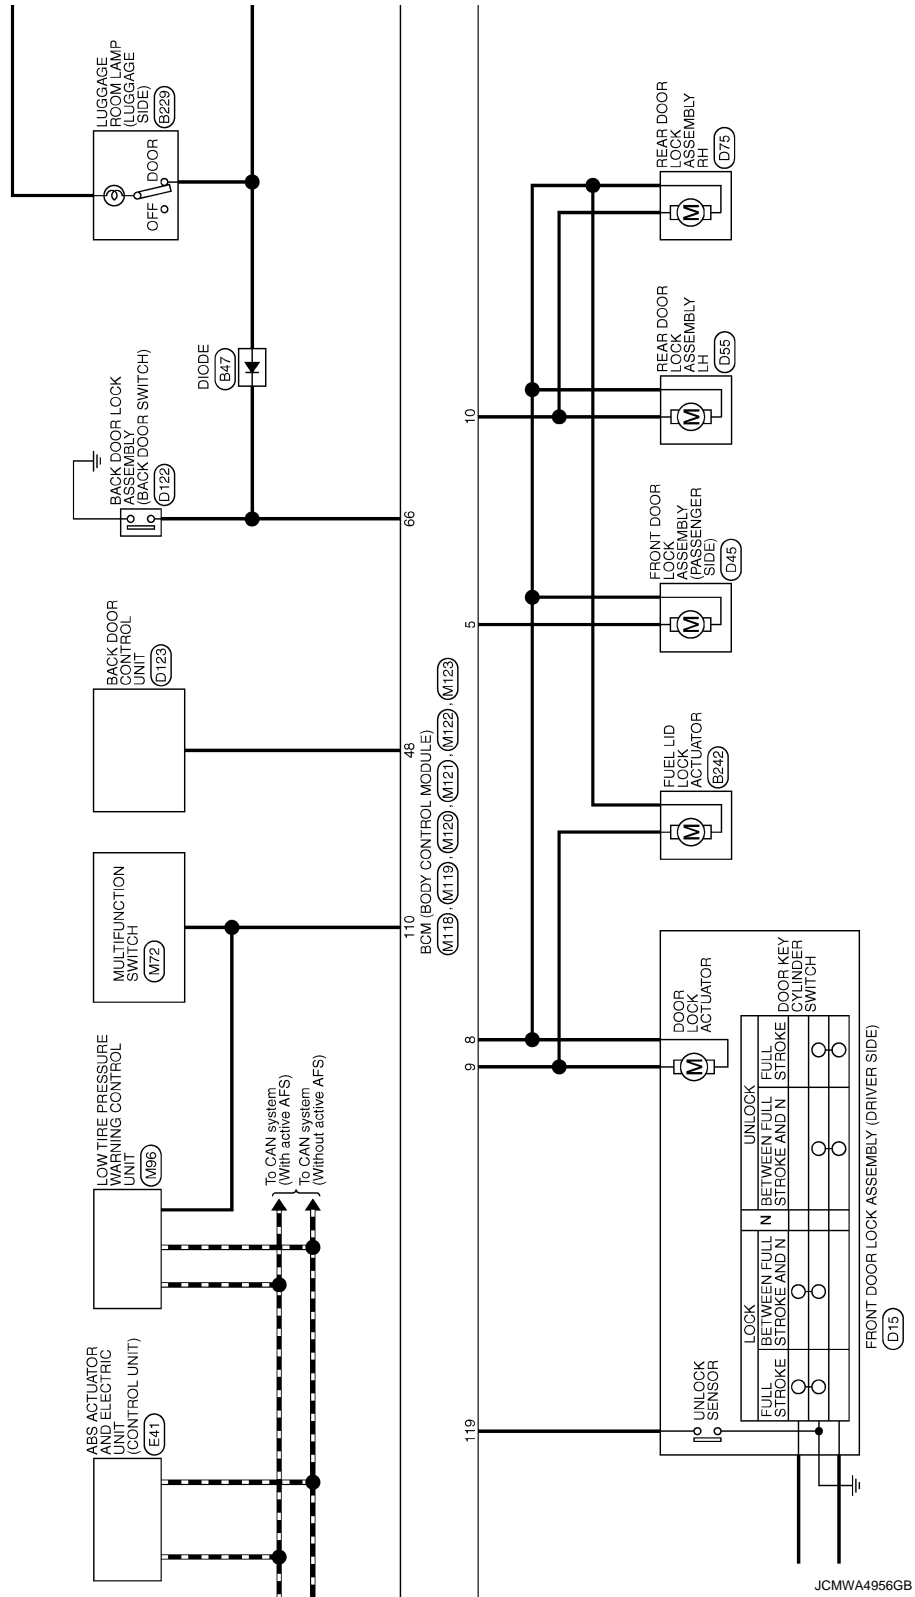 LUGGAGE
ROOM LAMP
(LUGGAGE
SIDE)
B229
OFF
DOOR
DIODE
B47
BACK DOOR LOCK
ASSEMBLY
(BACK DOOR SWITCH)
D122
66
BACK DOOR
CONTROL
UNIT
D123
48
MULTIFUNCTION
SWITCH
M72
110
LOW TIRE PRESSURE
WARNING CONTROL
UNIT
M96
To CAN system
(With active AFS)
To CAN system
(Without active AFS)
ABS ACTUATOR
AND ELECTRIC
UNIT
(CONTROL UNIT)
E41
BCM (BODY CONTROL MODULE)
M118 , M119 , M120 , M121 , M122 , M123
REAR DOOR
LOCK
ASSEMBLY
RH
D75
M
REAR DOOR
LOCK
ASSEMBLY
LH
D55
M
10
FRONT DOOR
LOCK
ASSEMBLY
(PASSENGER
SIDE)
D45
M
5
FUEL LID
LOCK
ACTUATOR
B242
M
8
9
DOOR
LOCK
ACTUATOR
M
DOOR KEY
CYLINDER
SWITCH
UNLOCK
FULL
STROKE
BETWEEN FULL
STROKE AND N
N
LOCK
BETWEEN FULL
STROKE AND N
FULL
STROKE
UNLOCK
SENSOR
119
FRONT DOOR LOCK ASSEMBLY (DRIVER SIDE)
D15
JCMWA4956GB